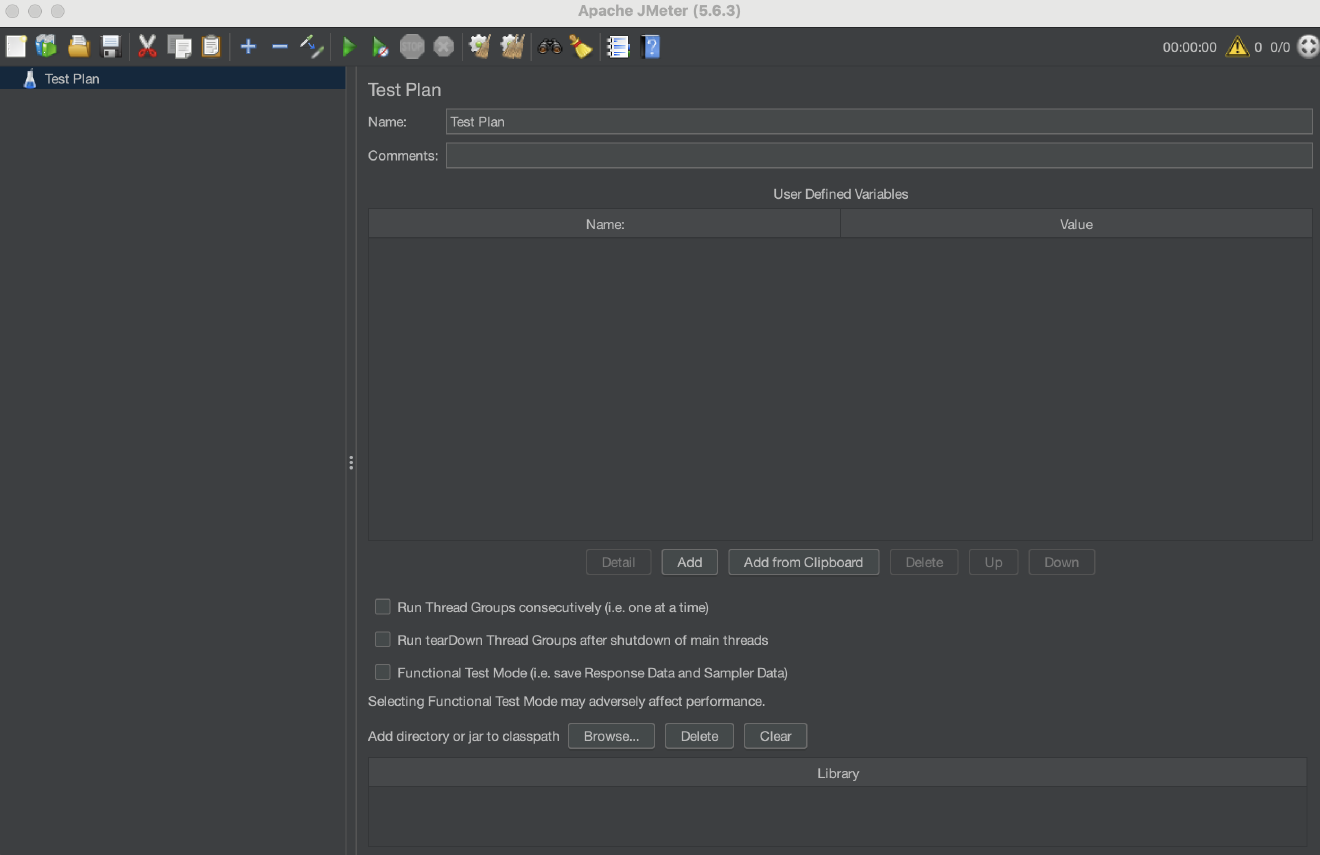 Apache JMeter (5.6.3)
STOP
?
00:00:00 0 0/0
Test Plan
Test Plan
Name: Test Plan
Comments:
User Defined Variables
Name: Value
Detail Add Add from Clipboard Delete Up Down
Run Thread Groups consecutively (i.e. one at a time)
Run tearDown Thread Groups after shutdown of main threads
Functional Test Mode (i.e. save Response Data and Sampler Data)
Selecting Functional Test Mode may adversely affect performance.
Add directory or jar to classpath Browse... Delete Clear
Library